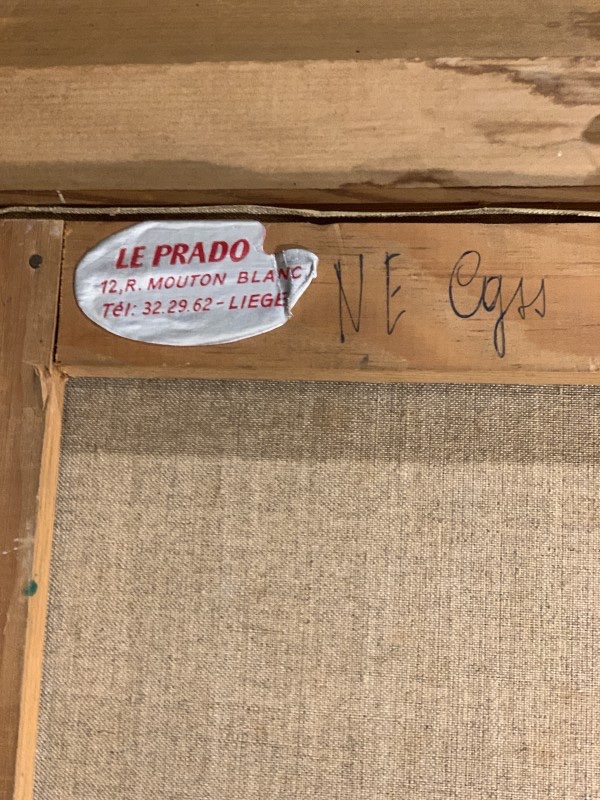 LE PRADO
12,R. MOUTON BLANC
Tél: 32.29.62 - LIEGE
NE